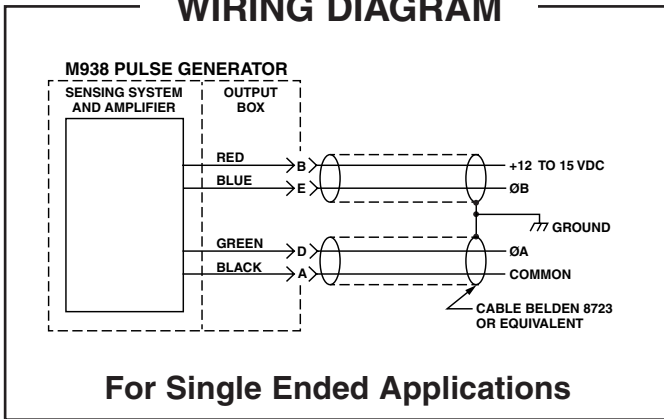 WIRING DIAGRAM
M938 PULSE GENERATOR
SENSING SYSTEM
AND AMPLIFIER
OUTPUT
BOX
RED
B
+12 TO 15 VDC
BLUE
E
ØB
GROUND
GREEN
D
ØA
BLACK
A
COMMON
CABLE BELDEN 8723
OR EQUIVALENT
For Single Ended Applications